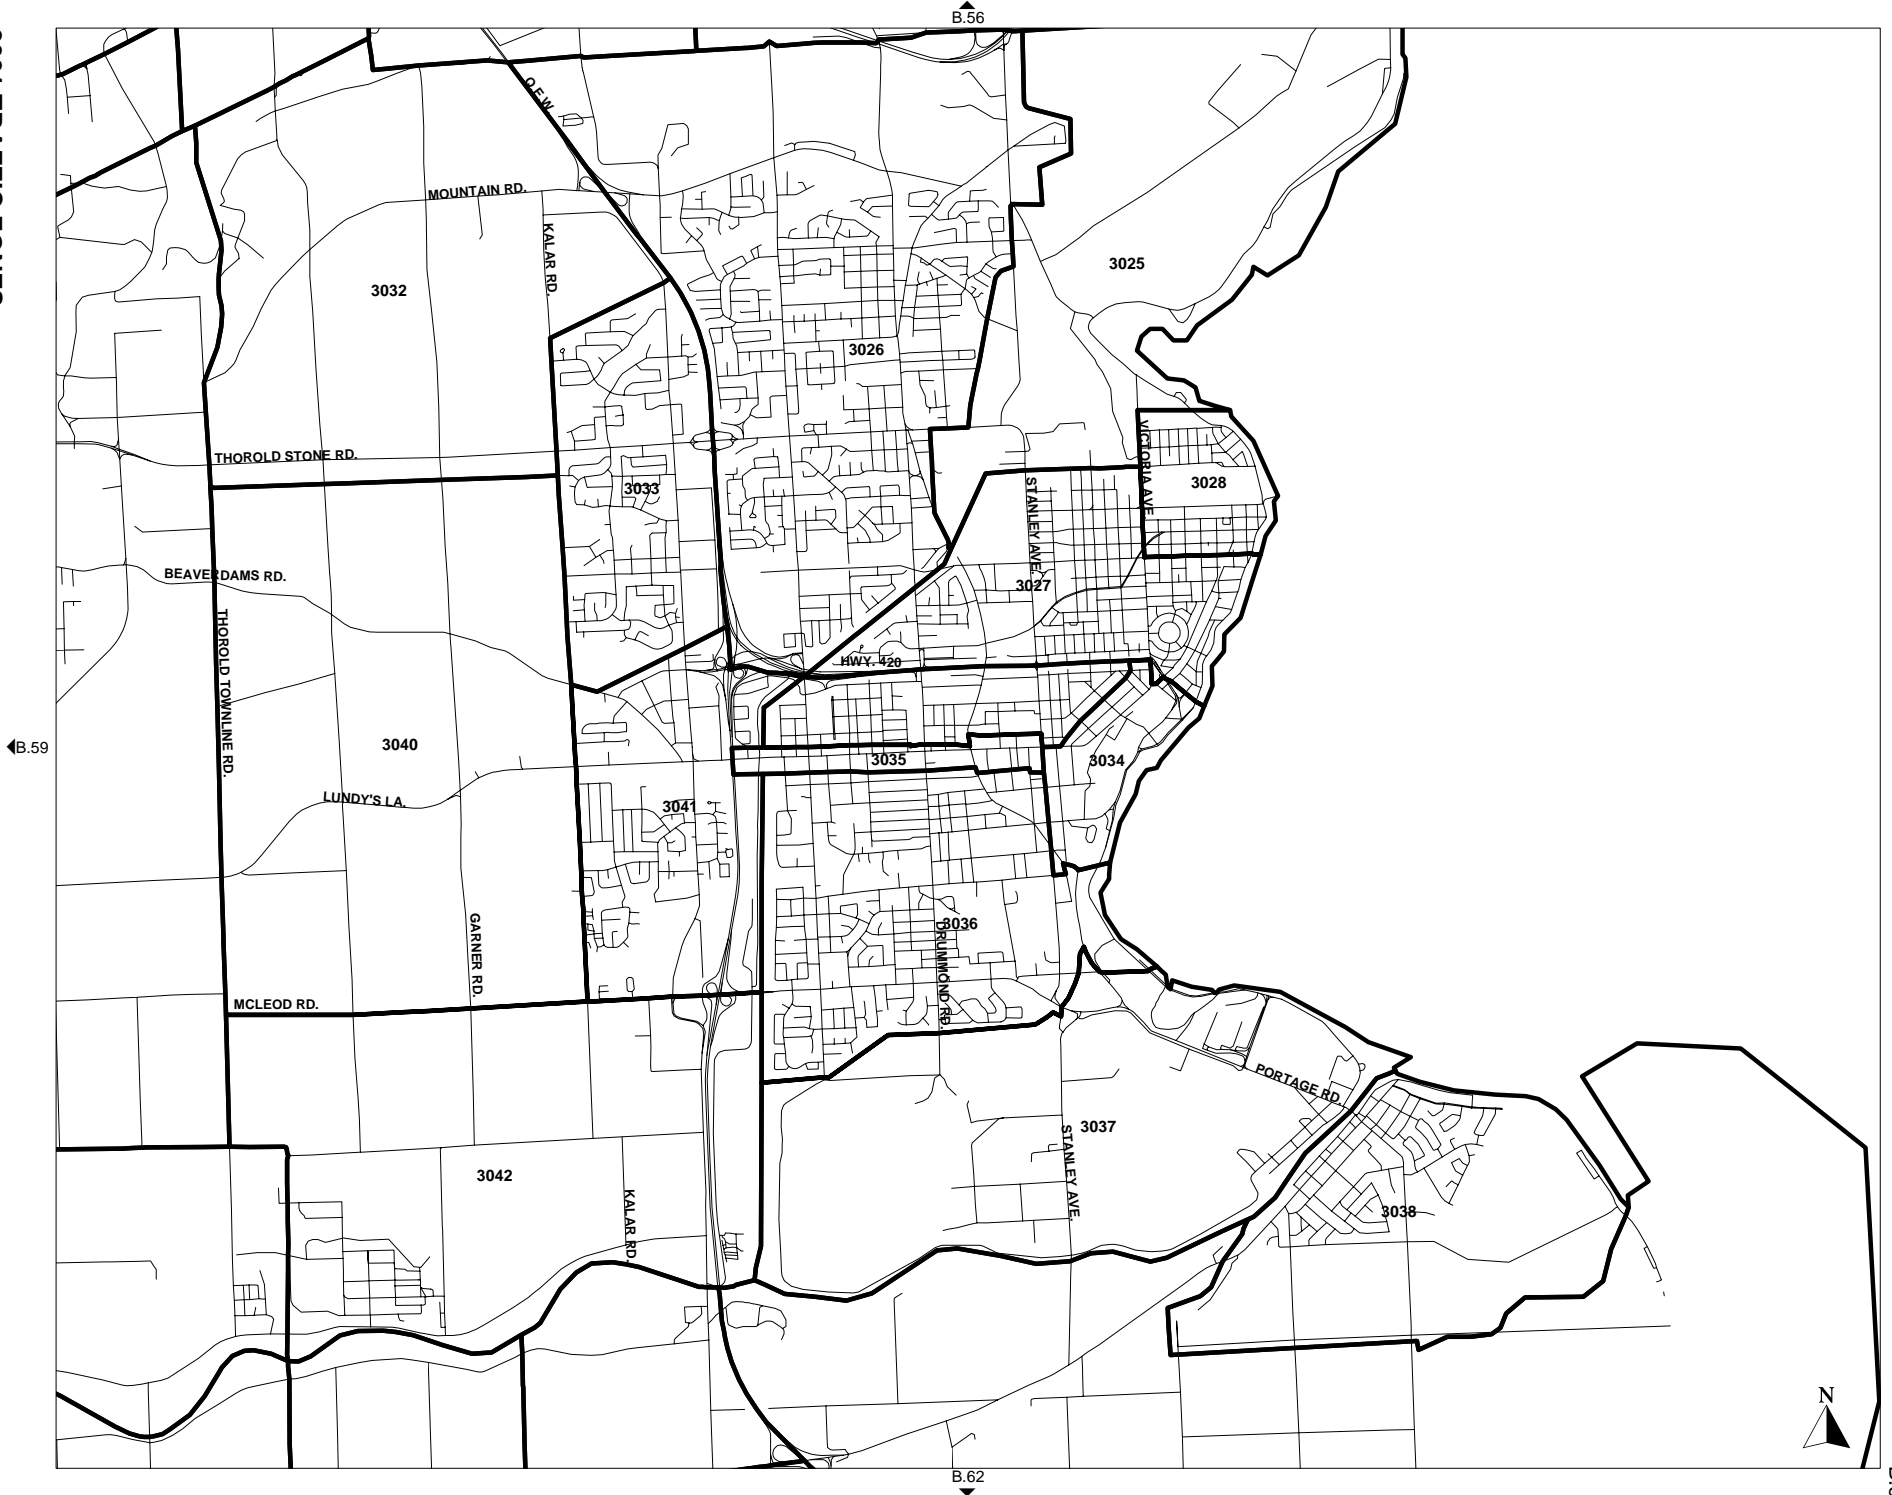 B.56
Q.E.W.
MOUNTAIN RD.
KALAR RD.
3025
3032
3026
VICTORIA AVE.
THOROLD STONE RD.
3033
STANLEY AVE.
3028
BEAVERDAMS RD.
3027
THOROLD TOWNLINE RD.
HWY. 420
B.59
3040
3035
3034
LUNDY'S LA.
3041
GARNER RD.
3036
DRUMMOND RD.
MCLEOD RD.
PORTAGE RD.
STANLEY AVE.
3037
3042
KALAR RD.
3038
N
B.62